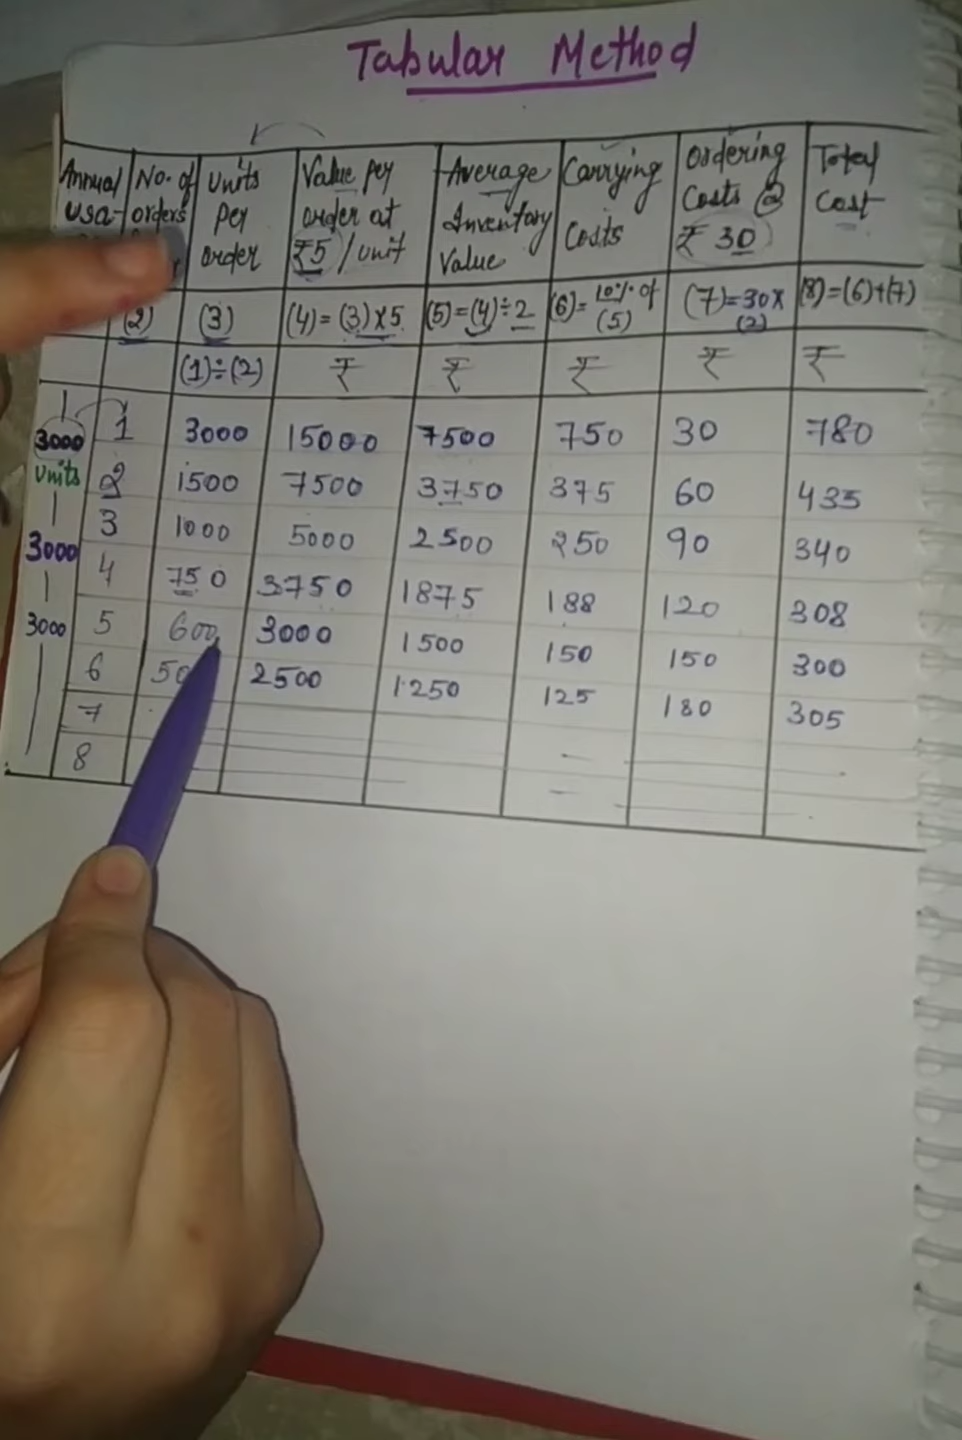 Tabular Method
Annual usa- No. of orders Units Per order Value per order at ₹5/unit Average Inventory Value Carrying Costs Ordering Costs @ ₹ 30 Total Cost
(2) (3) (4)=(3)×5 (5)=(4)÷2 (6)= 10% of (5) (7)=30× (2) (8)=(6)+(7)
(1)÷(2) ₹ ₹ ₹ ₹ ₹
3000 units 1 3000 15000 7500 750 30 780
2 1500 7500 3750 375 60 435
3000 3 1000 5000 2500 250 90 340
4 750 3750 1875 188 120 308
3000 5 600 3000 1500 150 150 300
6 50 2500 1250 125 180 305
7
8